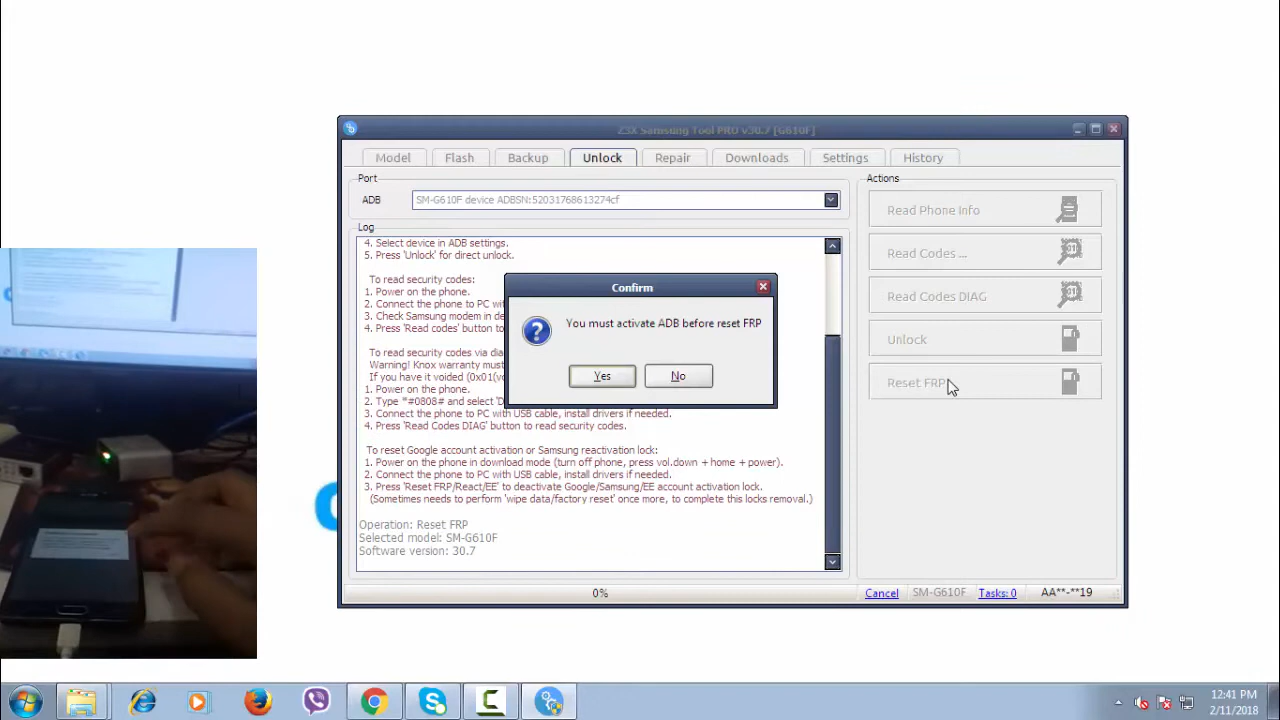 Z3X Samsung Tool PRO v30.7 [G610F]
Model Flash Backup Unlock Repair Downloads Settings History
Port
ADB SM-G610F device ADBSN:52031768613274cf
Log
4. Select device in ADB settings.
5. Press 'Unlock' for direct unlock.
To read security codes:
1. Power on the phone.
2. Connect the phone to PC with
3. Check Samsung modem in de
4. Press 'Read codes' button to
To read security codes via dia
Warning! Knox warranty must
If you have it voided (0x01(vo
1. Power on the phone.
2. Type *#0808# and select 'D
3. Connect the phone to PC with USB cable, install drivers if needed.
4. Press 'Read Codes DIAG' button to read security codes.
To reset Google account activation or Samsung reactivation lock:
1. Power on the phone in download mode (turn off phone, press vol.down + home + power).
2. Connect the phone to PC with USB cable, install drivers if needed.
3. Press 'Reset FRP/React/EE' to deactivate Google/Samsung/EE account activation lock.
(Sometimes needs to perform 'wipe data/factory reset' once more, to complete this locks removal.)
Operation: Reset FRP
Selected model: SM-G610F
Software version: 30.7
Confirm
You must activate ADB before reset FRP
Yes No
Actions
Read Phone Info
Read Codes ...
Read Codes DIAG
Unlock
Reset FRP
0% Cancel SM-G610F Tasks: 0 AA**-**19
12:41 PM
2/11/2018